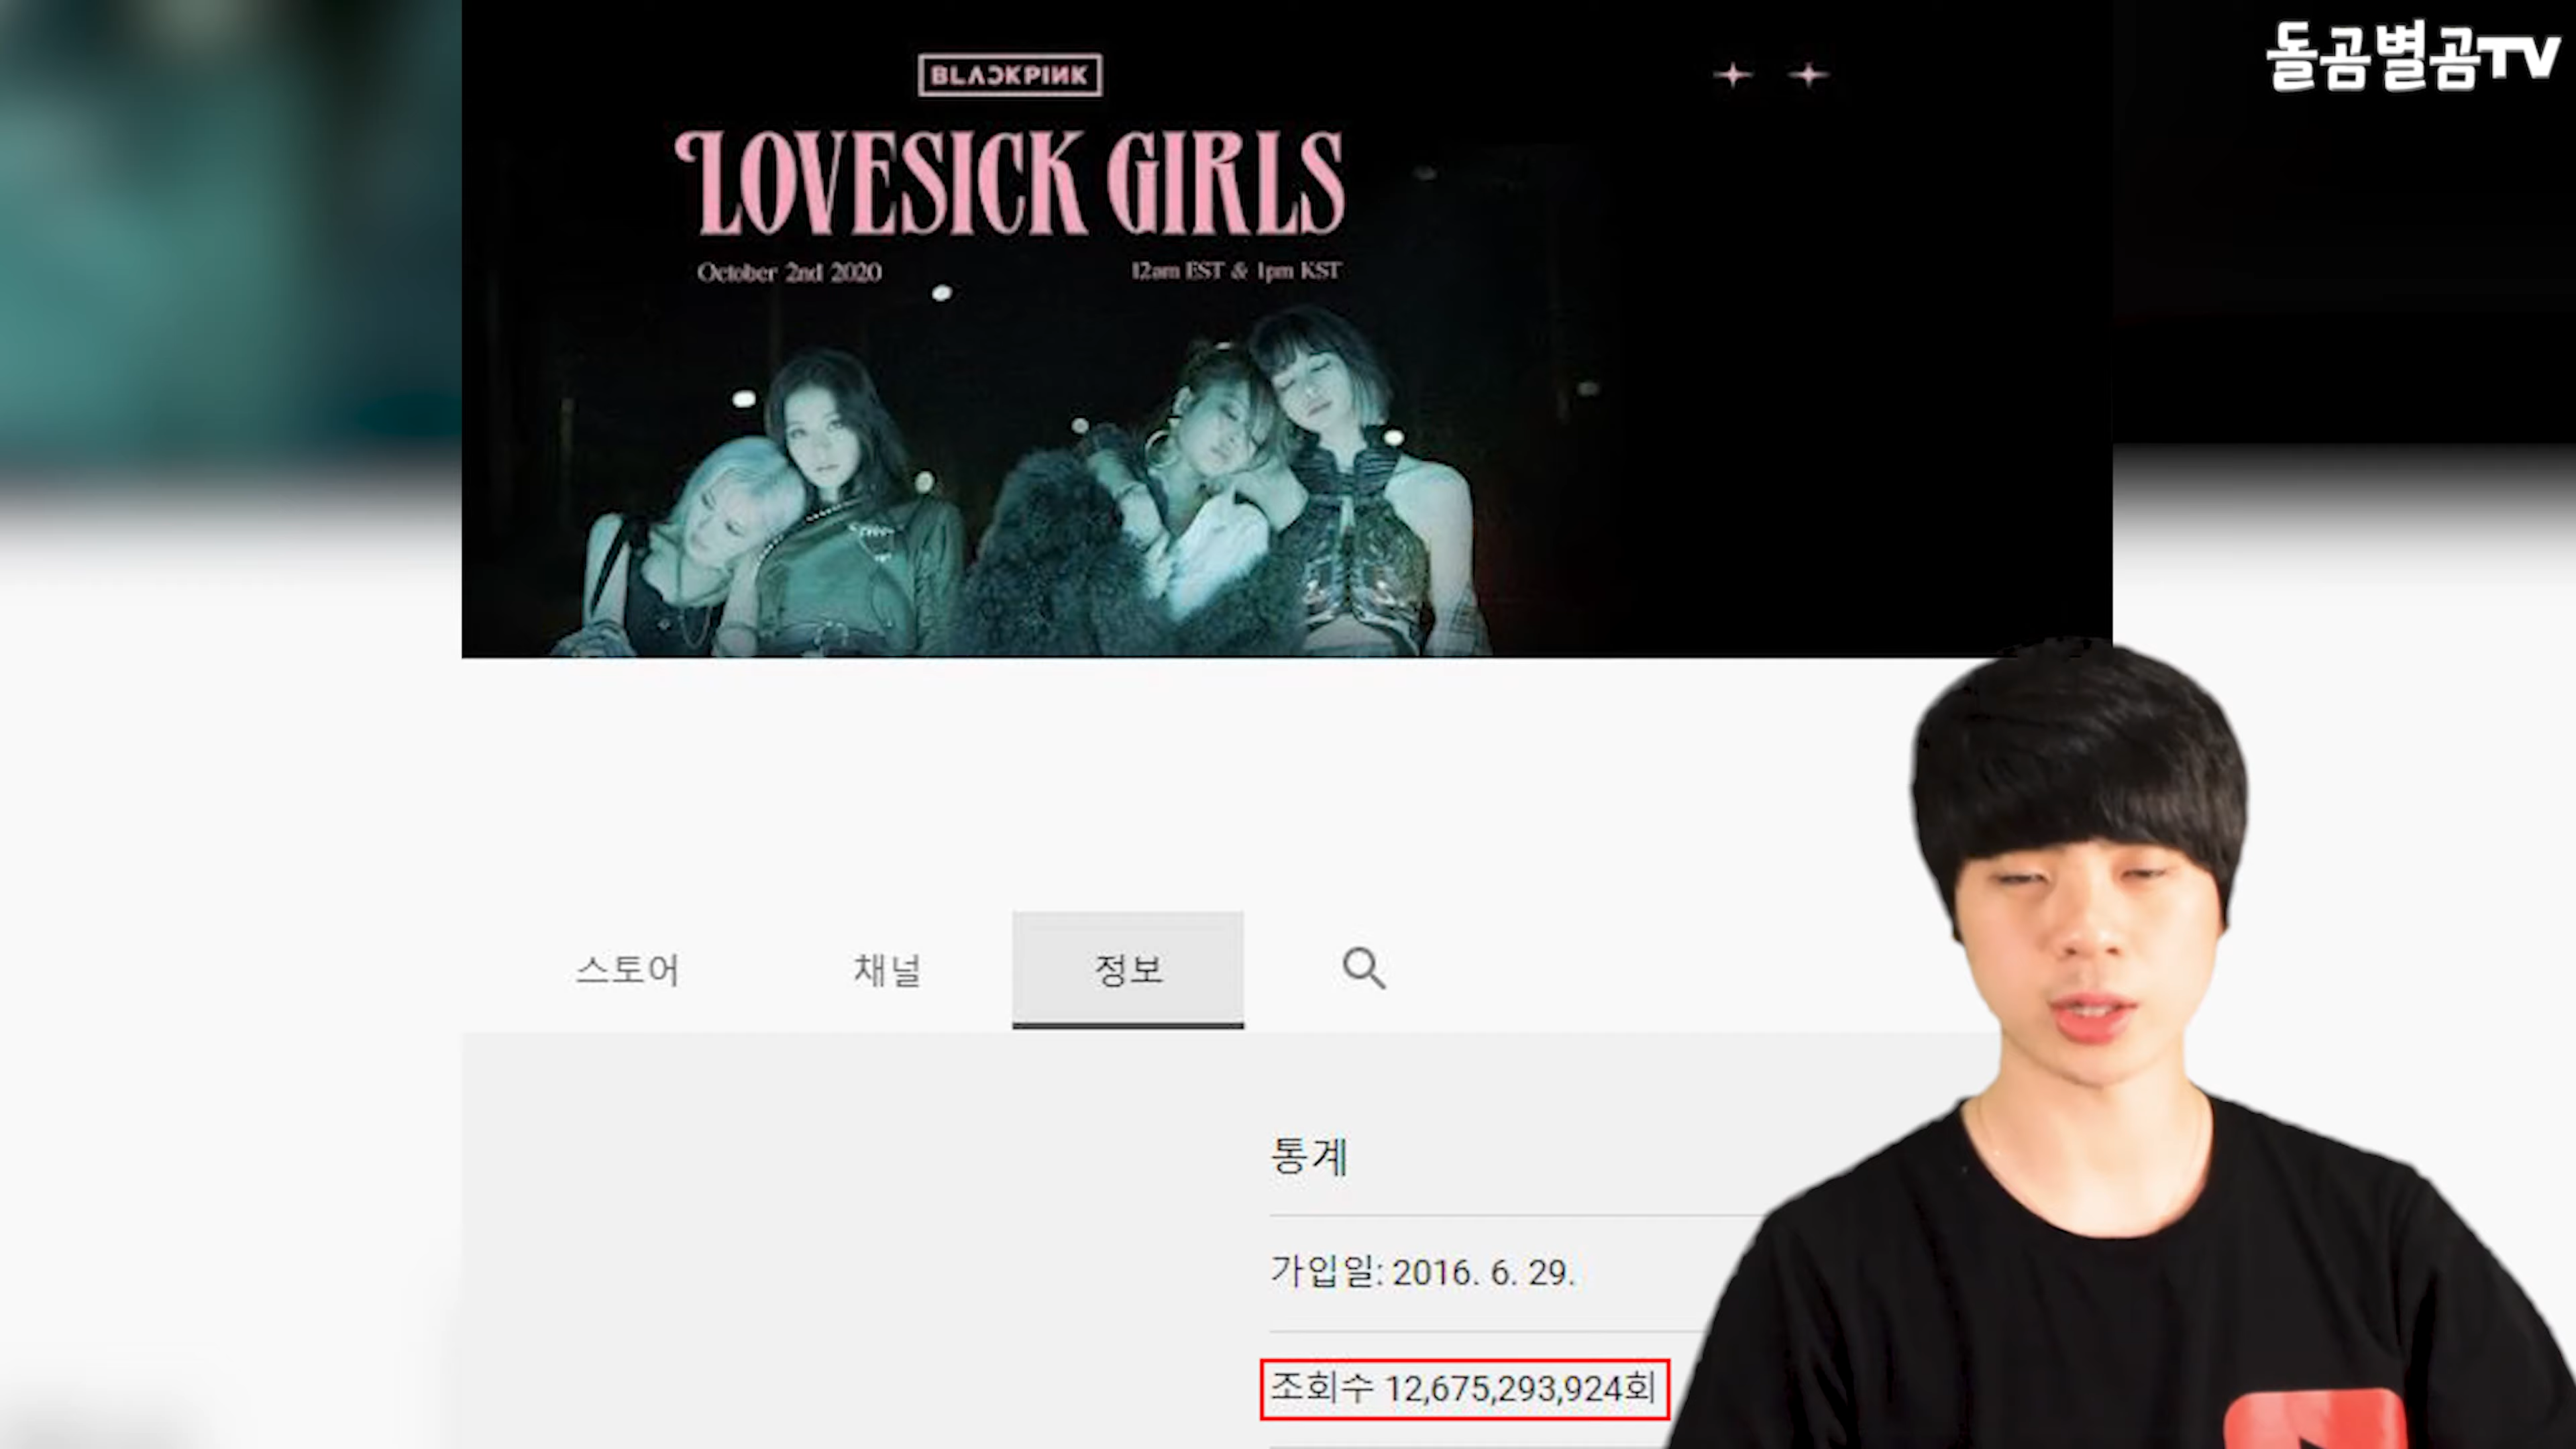 돌곰별곰TV
BLACKPINK
LOVESICK GIRLS
October 2nd 2020
12am EST & 1pm KST
스토어
채널
정보
통계
가입일: 2016. 6. 29.
조회수 12,675,293,924회